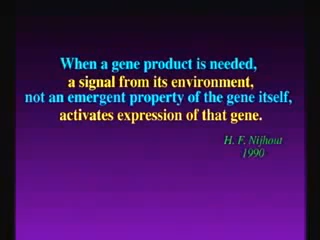 When a gene product is needed,
a signal from its environment,
not an emergent property of the gene itself,
activates expression of that gene.
H. F. Nijhout
1990